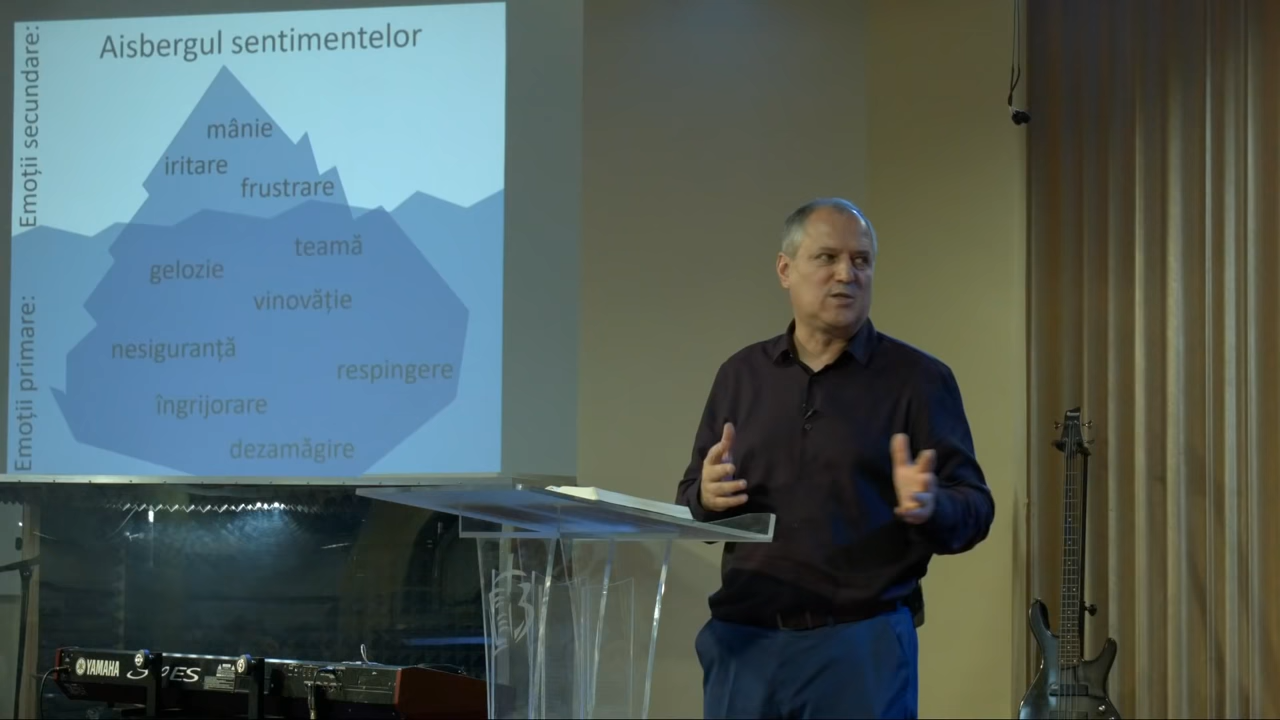 Aisbergul sentimentelor
Emoții secundare:
mânie
iritare
frustrare
Emoții primare:
teamă
gelozie
vinovăție
nesiguranță
respingere
îngrijorare
dezamăgire
YAMAHA